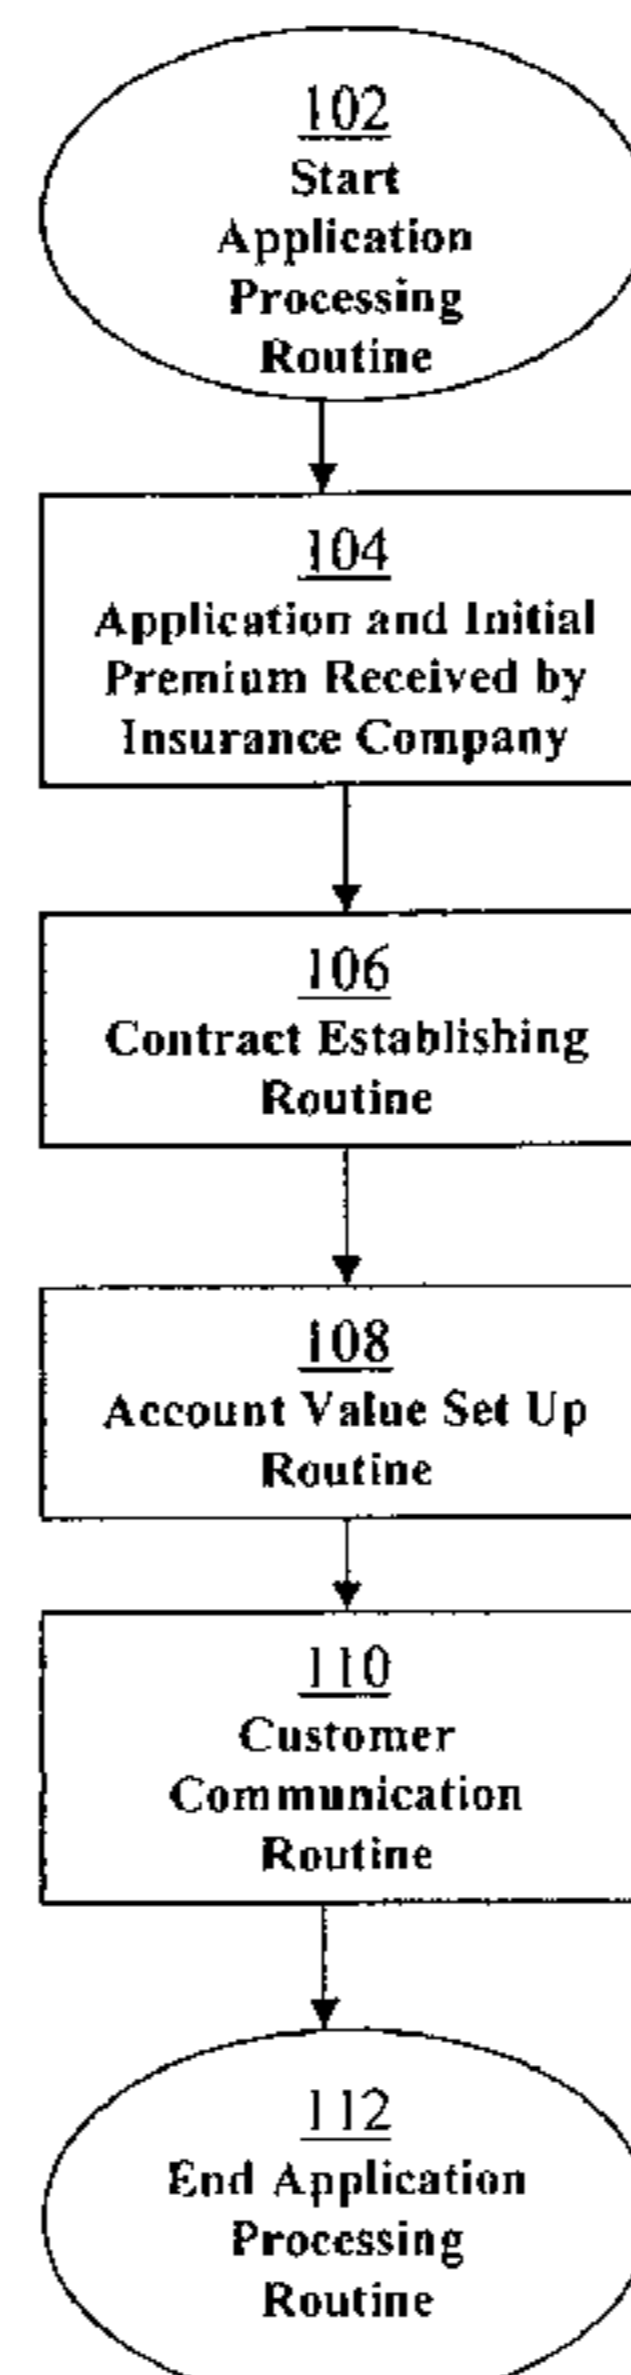 102
Start
Application
Processing
Routine
104
Application and Initial
Premium Received by
Insurance Company
106
Contract Establishing
Routine
108
Account Value Set Up
Routine
110
Customer
Communication
Routine
112
End Application
Processing
Routine